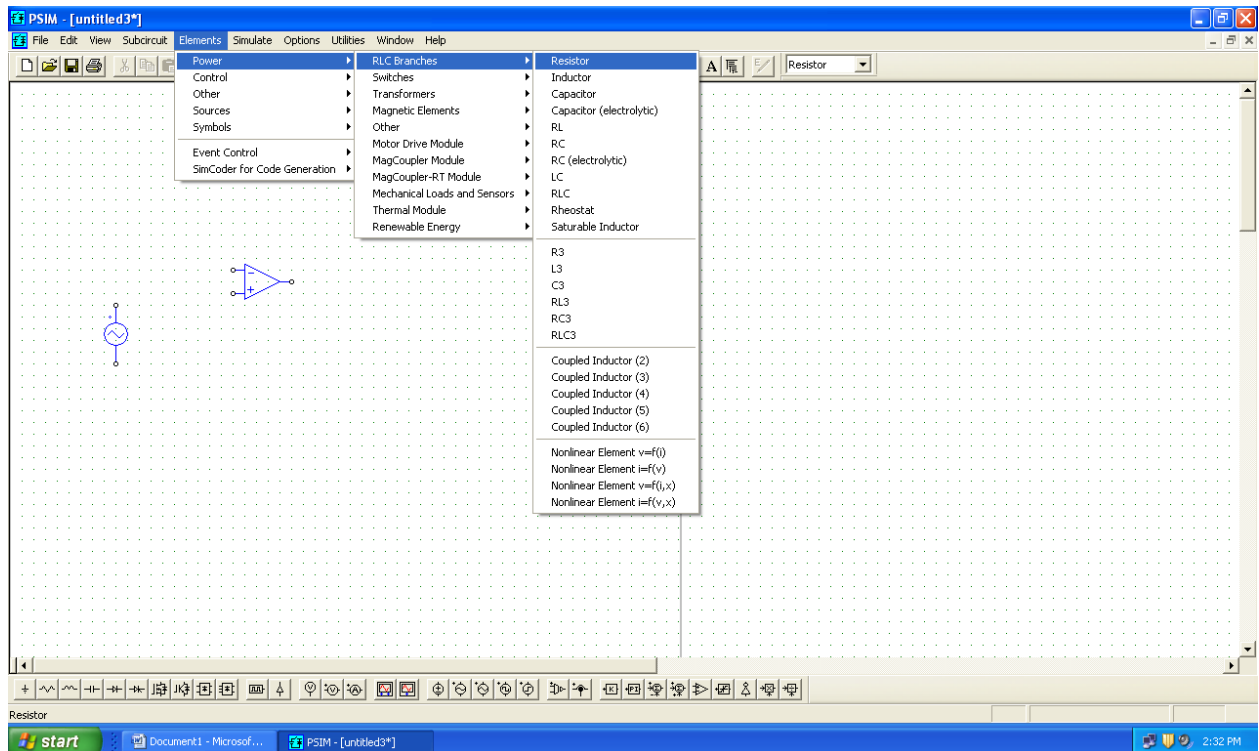 PSIM - [untitled3*]
File Edit View Subcircuit Elements Simulate Options Utilities Window Help
A Resistor
Power
Control
Other
Sources
Symbols
Event Control
SimCoder for Code Generation
RLC Branches
Switches
Transformers
Magnetic Elements
Other
Motor Drive Module
MagCoupler Module
MagCoupler-RT Module
Mechanical Loads and Sensors
Thermal Module
Renewable Energy
Resistor
Inductor
Capacitor
Capacitor (electrolytic)
RL
RC
RC (electrolytic)
LC
RLC
Rheostat
Saturable Inductor
R3
L3
C3
RL3
RC3
RLC3
Coupled Inductor (2)
Coupled Inductor (3)
Coupled Inductor (4)
Coupled Inductor (5)
Coupled Inductor (6)
Nonlinear Element v=f(i)
Nonlinear Element i=f(v)
Nonlinear Element v=f(i,x)
Nonlinear Element i=f(v,x)
K PI
Resistor
start Document1 - Microsof... PSIM - [untitled3*] 2:32 PM